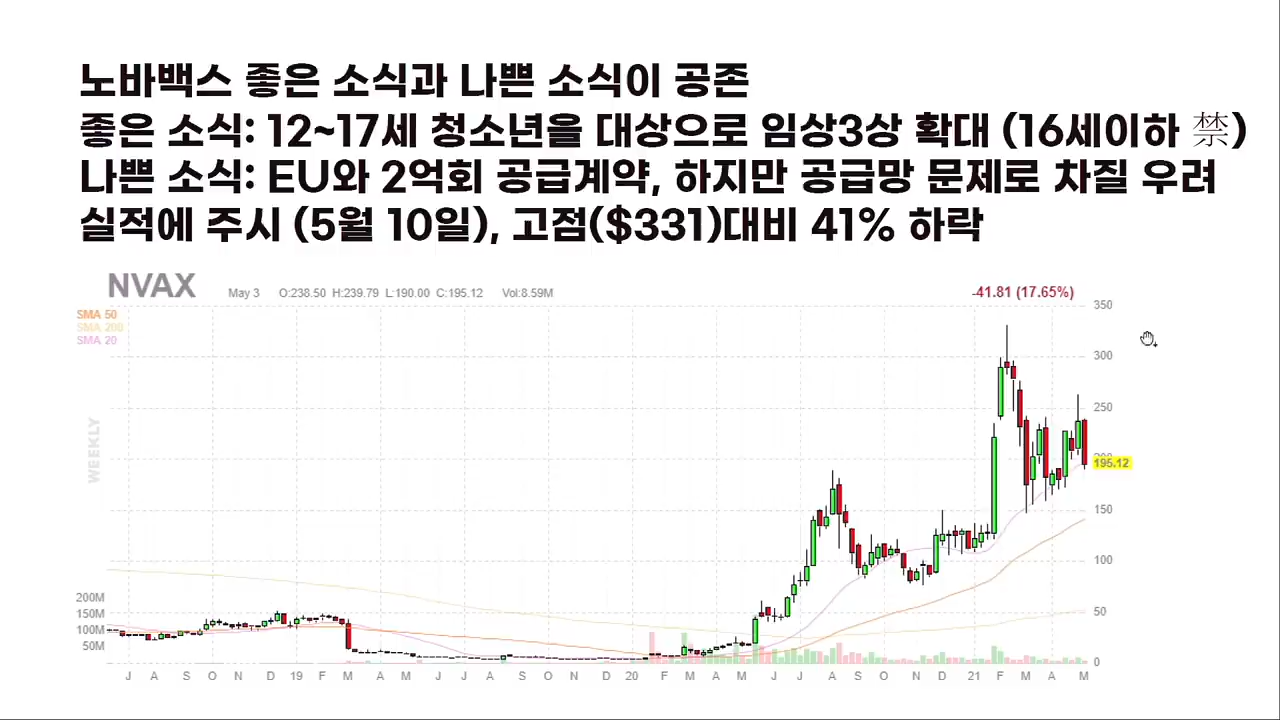 노바백스 좋은 소식과 나쁜 소식이 공존
좋은 소식: 12~17세 청소년을 대상으로 임상3상 확대 (16세이하 禁)
나쁜 소식: EU와 2억회 공급계약, 하지만 공급망 문제로 차질 우려
실적에 주시 (5월 10일), 고점($331)대비 41% 하락
NVAX May 3 O:238.50 H:239.79 L:190.00 C:195.12 Vol:8.59M -41.81 (17.65%)
SMA 50
SMA 200
SMA 20
WEEKLY
350
300
250
200
195.12
150
100
50
0
200M
150M
100M
50M
J A S O N D 19 F M A M J J A S O N D 20 F M A M J J A S O N D 21 F M A M